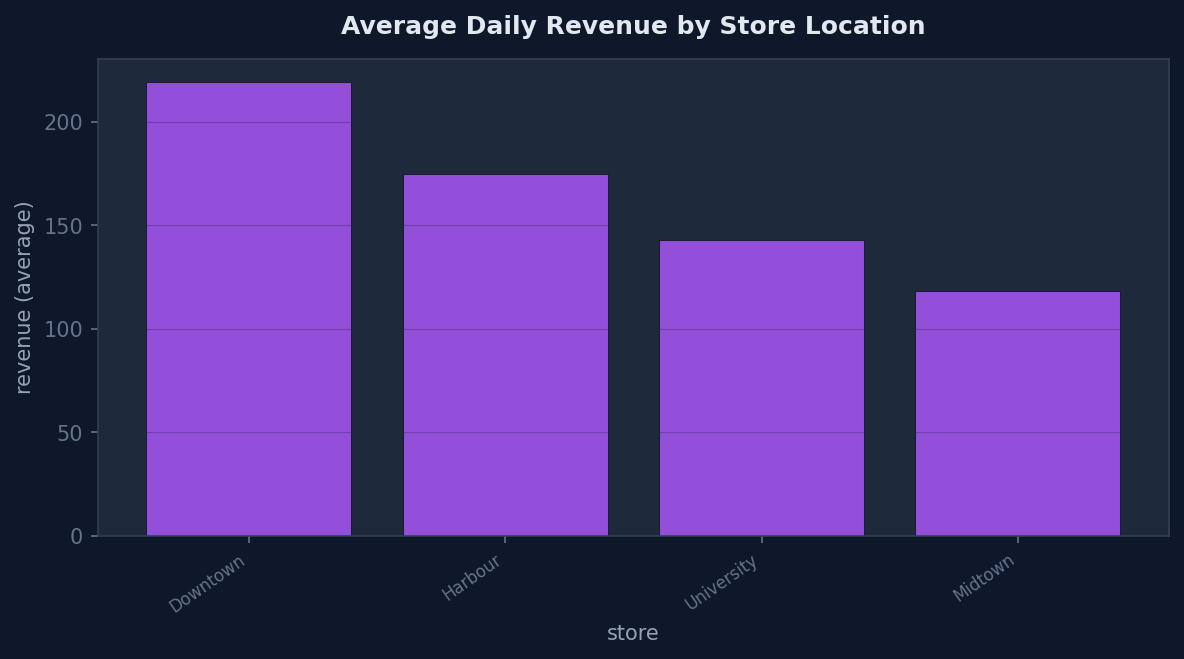 Average Daily Revenue by Store Location
revenue (average)
200
150
100
50
0
Downtown
Harbour
University
Midtown
store